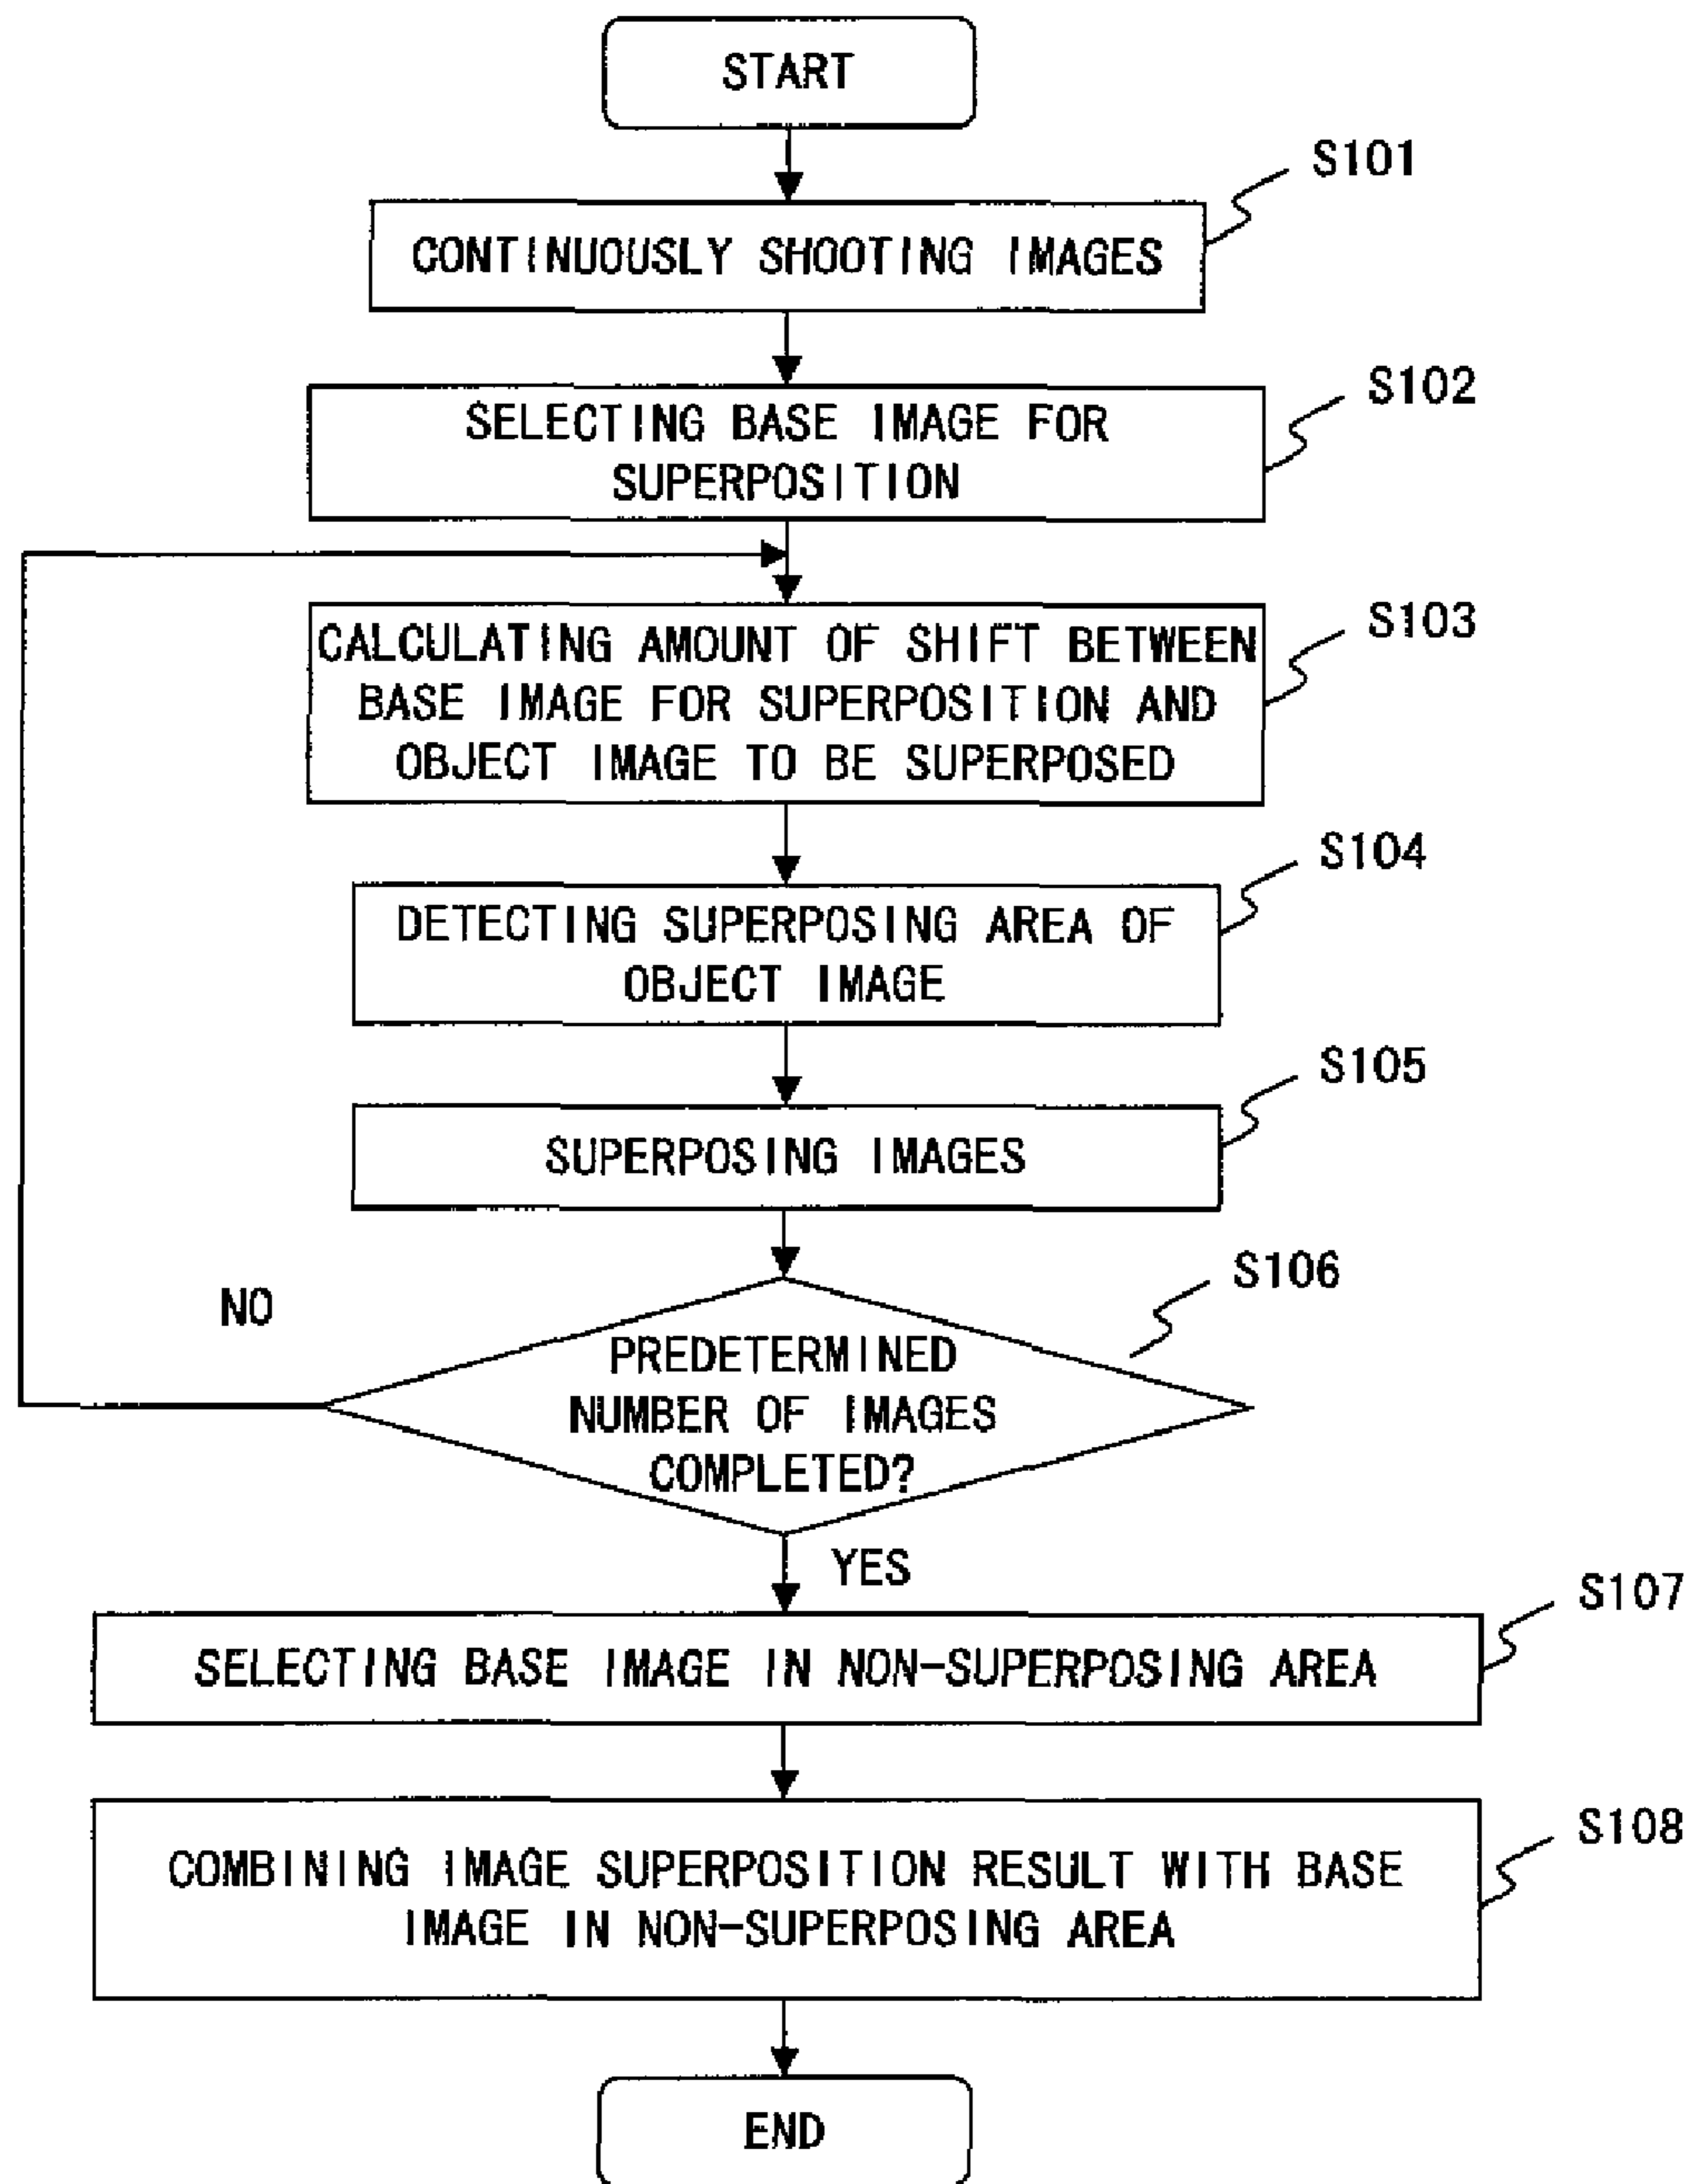 START
S101
CONTINUOUSLY SHOOTING IMAGES
S102
SELECTING BASE IMAGE FOR
SUPERPOSITION
S103
CALCULATING AMOUNT OF SHIFT BETWEEN
BASE IMAGE FOR SUPERPOSITION AND
OBJECT IMAGE TO BE SUPERPOSED
S104
DETECTING SUPERPOSING AREA OF
OBJECT IMAGE
S105
SUPERPOSING IMAGES
S106
NO
PREDETERMINED
NUMBER OF IMAGES
COMPLETED?
YES
S107
SELECTING BASE IMAGE IN NON-SUPERPOSING AREA
S108
COMBINING IMAGE SUPERPOSITION RESULT WITH BASE
IMAGE IN NON-SUPERPOSING AREA
END